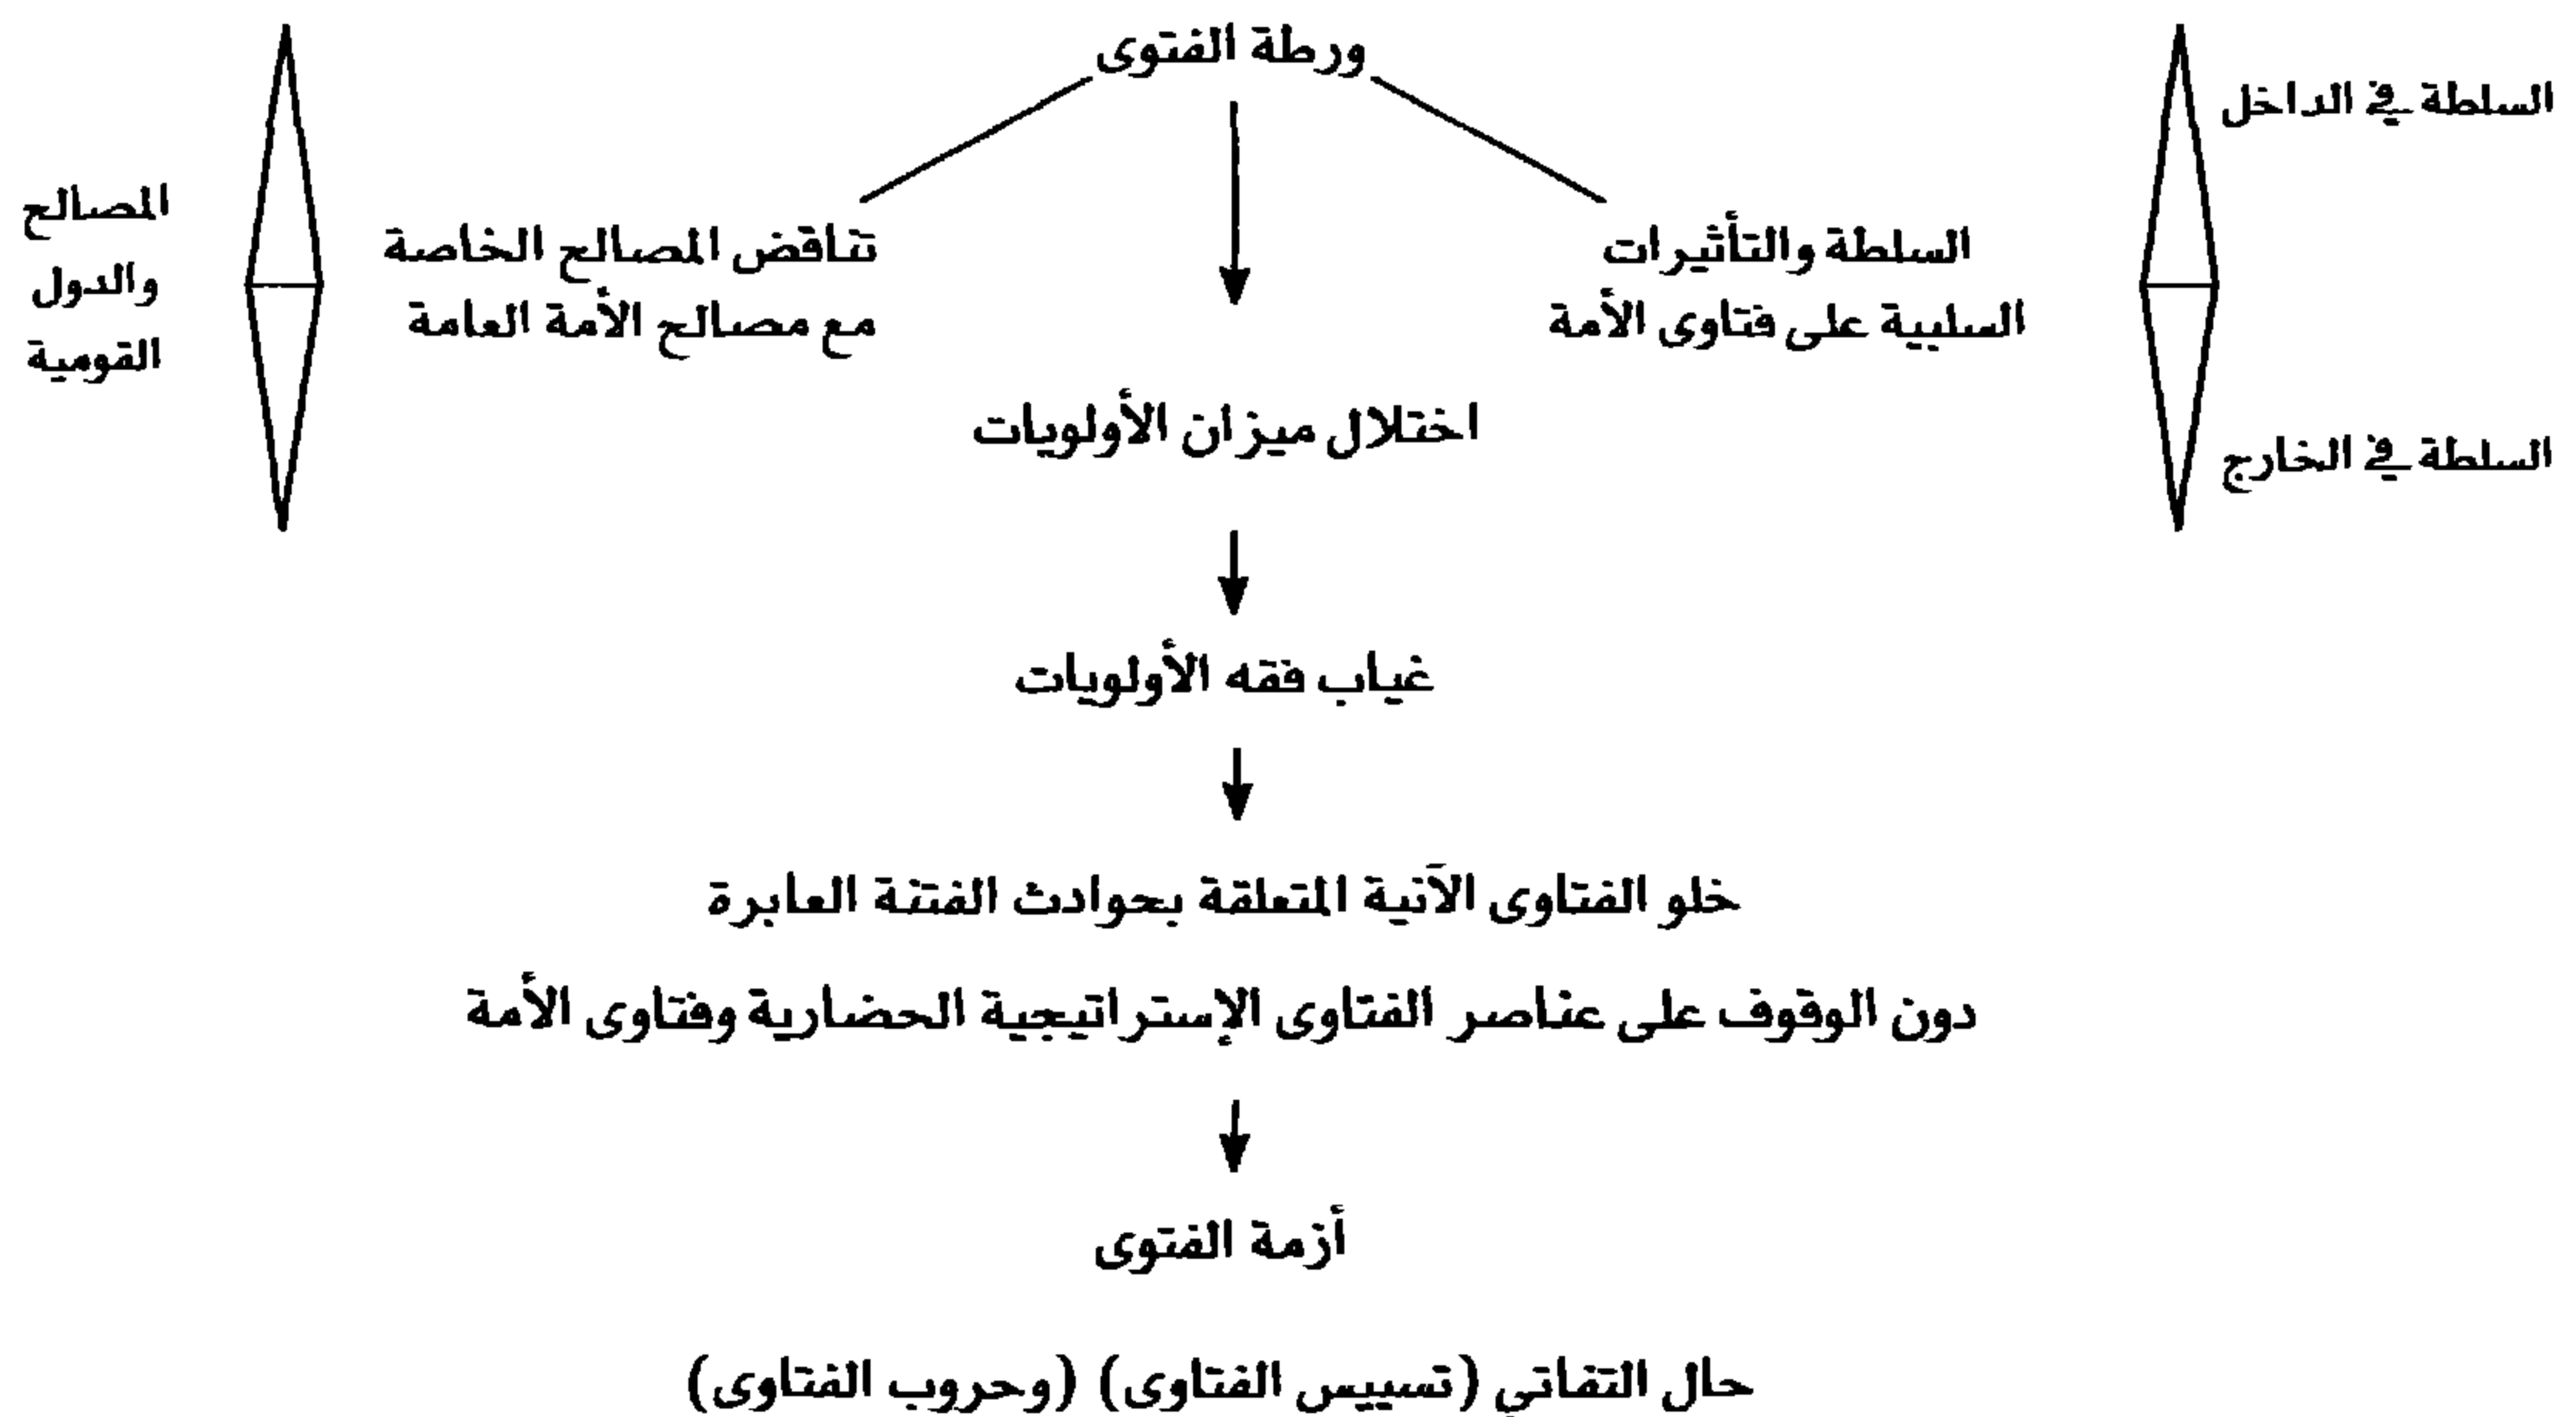 ورطة الفتوى
السلطة في الداخل
السلطة والتأثيرات
السلبية على فتاوى الأمة
السلطة في الخارج
تناقض المصالح الخاصة
مع مصالح الأمة العامة
المصالح
والدول
القومية
اختلال ميزان الأولويات
غياب فقه الأولويات
خلو الفتاوى الآنية المتعلقة بحوادث الفتنة العابرة
دون الوقوف على عناصر الفتاوى الإستراتيجية الحضارية وفتاوى الأمة
أزمة الفتوى
حال التفاتي (تسييس الفتاوى) (وحروب الفتاوى)